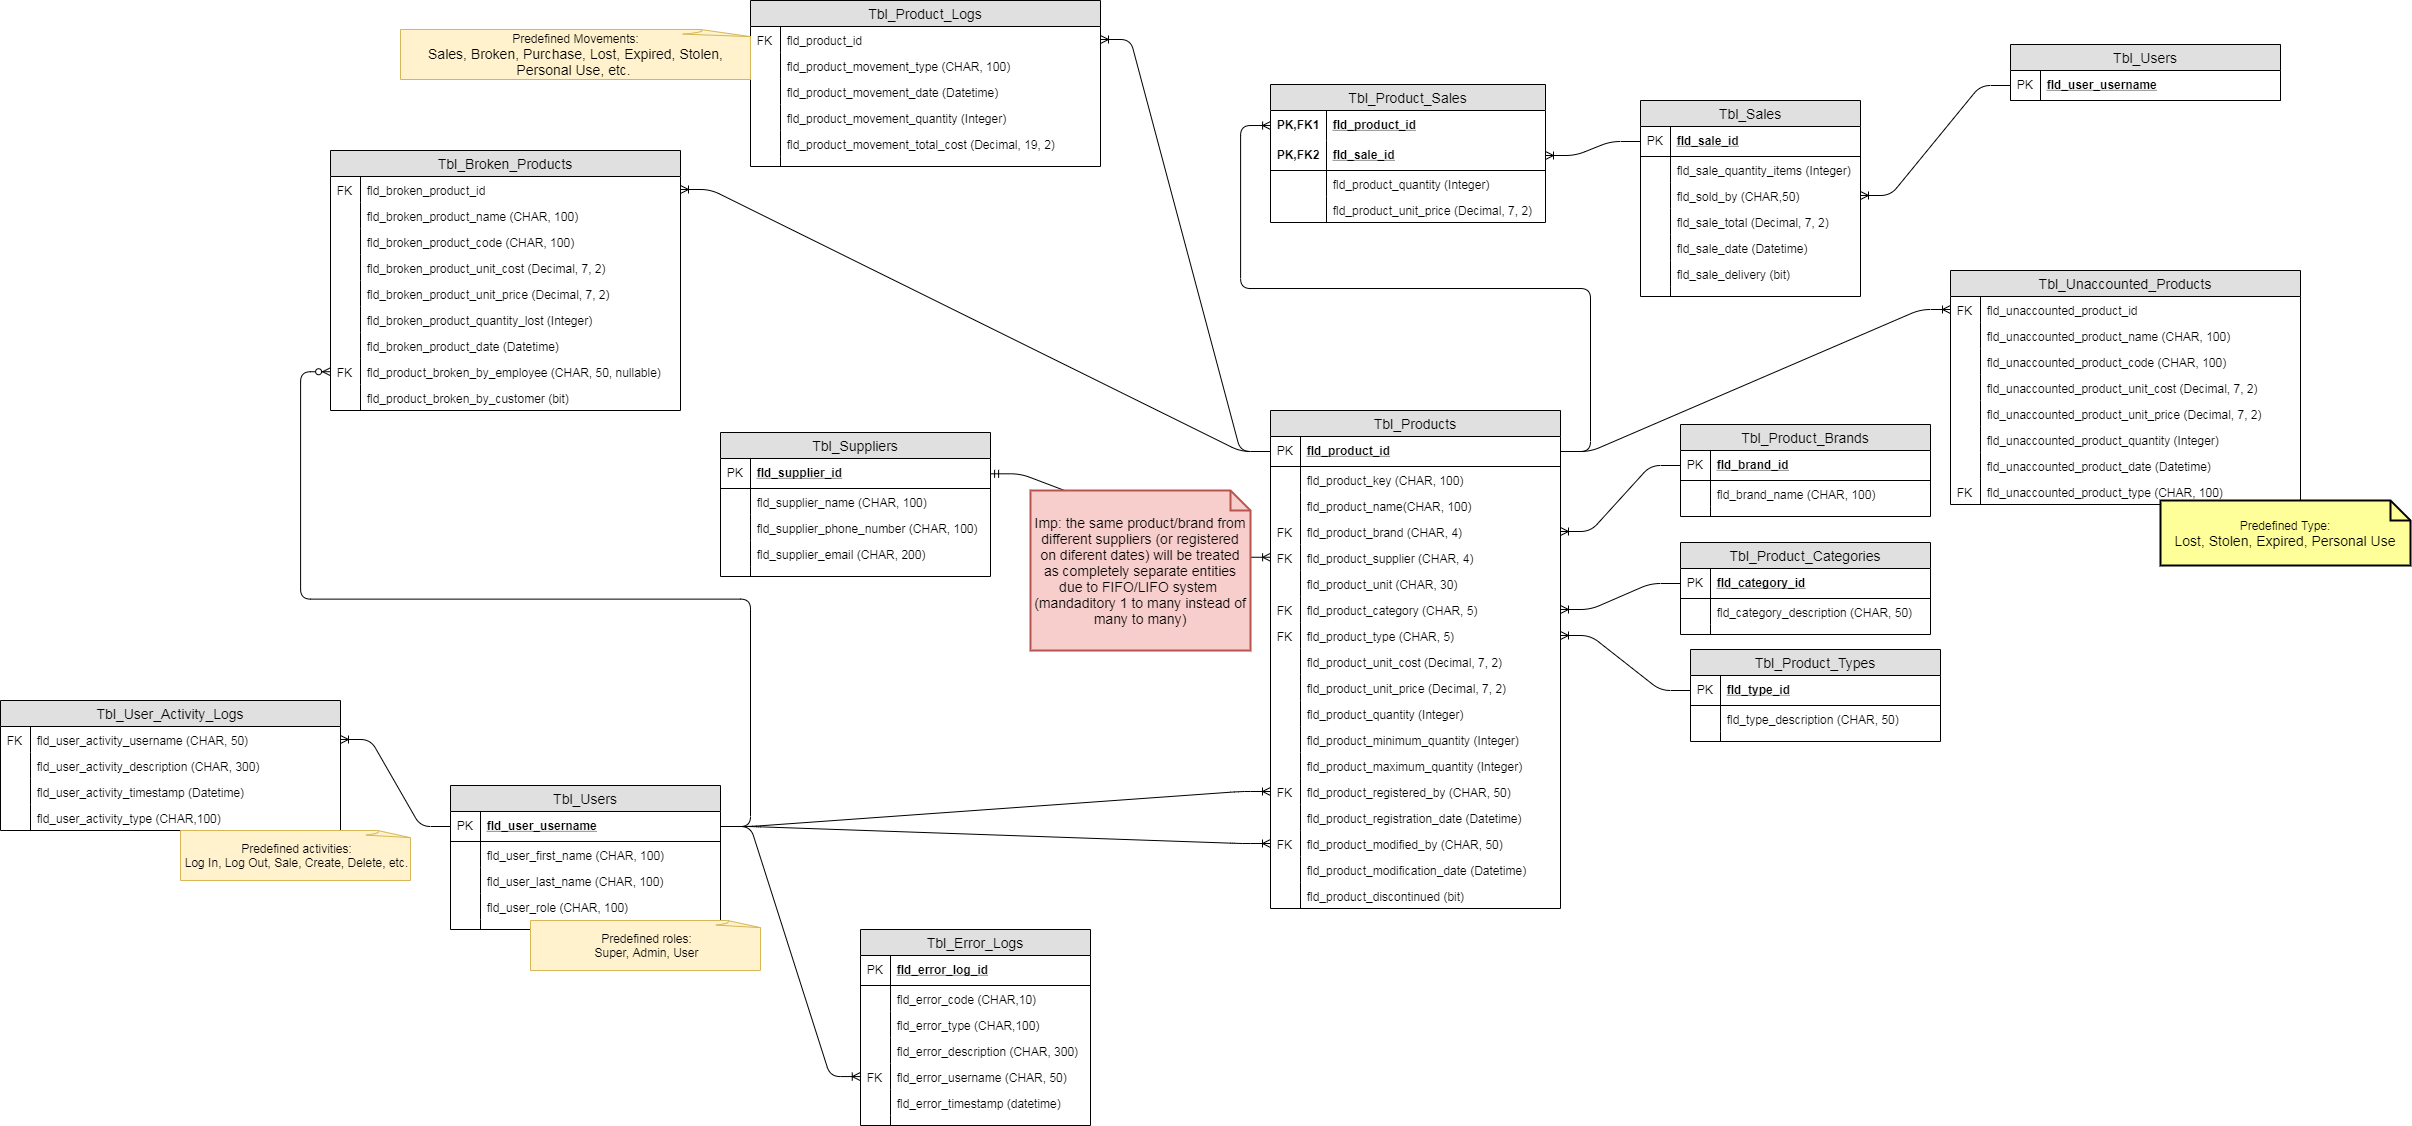 Tbl_Product_Logs
FK fld_product_id
fld_product_movement_type (CHAR, 100)
fld_product_movement_date (Datetime)
fld_product_movement_quantity (Integer)
fld_product_movement_total_cost (Decimal, 19, 2)
Predefined Movements:
Sales, Broken, Purchase, Lost, Expired, Stolen,
Personal Use, etc.
Tbl_Users
PK fld_user_username
Tbl_Product_Sales
PK,FK1 fld_product_id
PK,FK2 fld_sale_id
fld_product_quantity (Integer)
fld_product_unit_price (Decimal, 7, 2)
Tbl_Sales
PK fld_sale_id
fld_sale_quantity_items (Integer)
fld_sold_by (CHAR,50)
fld_sale_total (Decimal, 7, 2)
fld_sale_date (Datetime)
fld_sale_delivery (bit)
Tbl_Broken_Products
FK fld_broken_product_id
fld_broken_product_name (CHAR, 100)
fld_broken_product_code (CHAR, 100)
fld_broken_product_unit_cost (Decimal, 7, 2)
fld_broken_product_unit_price (Decimal, 7, 2)
fld_broken_product_quantity_lost (Integer)
fld_broken_product_date (Datetime)
FK fld_product_broken_by_employee (CHAR, 50, nullable)
fld_product_broken_by_customer (bit)
Tbl_Unaccounted_Products
FK fld_unaccounted_product_id
fld_unaccounted_product_name (CHAR, 100)
fld_unaccounted_product_code (CHAR, 100)
fld_unaccounted_product_unit_cost (Decimal, 7, 2)
fld_unaccounted_product_unit_price (Decimal, 7, 2)
fld_unaccounted_product_quantity (Integer)
fld_unaccounted_product_date (Datetime)
FK fld_unaccounted_product_type (CHAR, 100)
Predefined Type:
Lost, Stolen, Expired, Personal Use
Tbl_Suppliers
PK fld_supplier_id
fld_supplier_name (CHAR, 100)
fld_supplier_phone_number (CHAR, 100)
fld_supplier_email (CHAR, 200)
Imp: the same product/brand from
different suppliers (or registered
on diferent dates) will be treated
as completely separate entities
due to FIFO/LIFO system
(mandaditory 1 to many instead of
many to many)
Tbl_Products
PK fld_product_id
fld_product_key (CHAR, 100)
fld_product_name(CHAR, 100)
FK fld_product_brand (CHAR, 4)
FK fld_product_supplier (CHAR, 4)
fld_product_unit (CHAR, 30)
FK fld_product_category (CHAR, 5)
FK fld_product_type (CHAR, 5)
fld_product_unit_cost (Decimal, 7, 2)
fld_product_unit_price (Decimal, 7, 2)
fld_product_quantity (Integer)
fld_product_minimum_quantity (Integer)
fld_product_maximum_quantity (Integer)
FK fld_product_registered_by (CHAR, 50)
fld_product_registration_date (Datetime)
FK fld_product_modified_by (CHAR, 50)
fld_product_modification_date (Datetime)
fld_product_discontinued (bit)
Tbl_Product_Brands
PK fld_brand_id
fld_brand_name (CHAR, 100)
Tbl_Product_Categories
PK fld_category_id
fld_category_description (CHAR, 50)
Tbl_Product_Types
PK fld_type_id
fld_type_description (CHAR, 50)
Tbl_User_Activity_Logs
FK fld_user_activity_username (CHAR, 50)
fld_user_activity_description (CHAR, 300)
fld_user_activity_timestamp (Datetime)
fld_user_activity_type (CHAR,100)
Predefined activities:
Log In, Log Out, Sale, Create, Delete, etc.
Tbl_Users
PK fld_user_username
fld_user_first_name (CHAR, 100)
fld_user_last_name (CHAR, 100)
fld_user_role (CHAR, 100)
Predefined roles:
Super, Admin, User
Tbl_Error_Logs
PK fld_error_log_id
fld_error_code (CHAR,10)
fld_error_type (CHAR,100)
fld_error_description (CHAR, 300)
FK fld_error_username (CHAR, 50)
fld_error_timestamp (datetime)